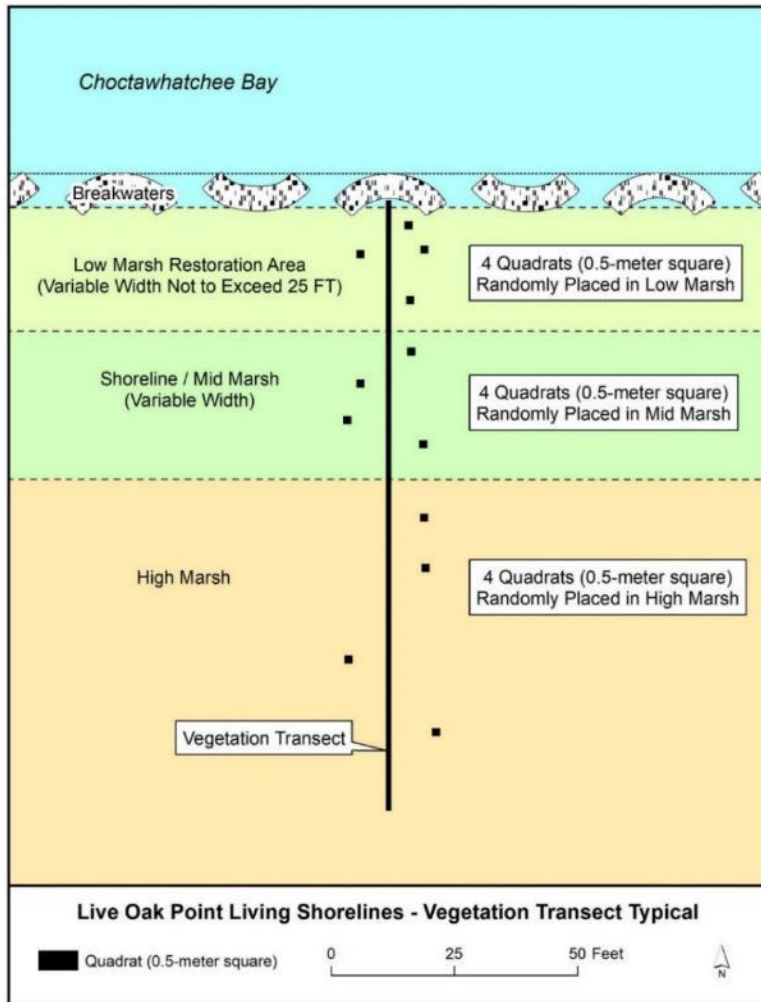 Choctawhatchee Bay
Breakwaters
Low Marsh Restoration Area
(Variable Width Not to Exceed 25 FT)
4 Quadrats (0.5-meter square)
Randomly Placed in Low Marsh
Shoreline / Mid Marsh
(Variable Width)
4 Quadrats (0.5-meter square)
Randomly Placed in Mid Marsh
High Marsh
4 Quadrats (0.5-meter square)
Randomly Placed in High Marsh
Vegetation Transect
Live Oak Point Living Shorelines - Vegetation Transect Typical
Quadrat (0.5-meter square)
0 25 50 Feet
N